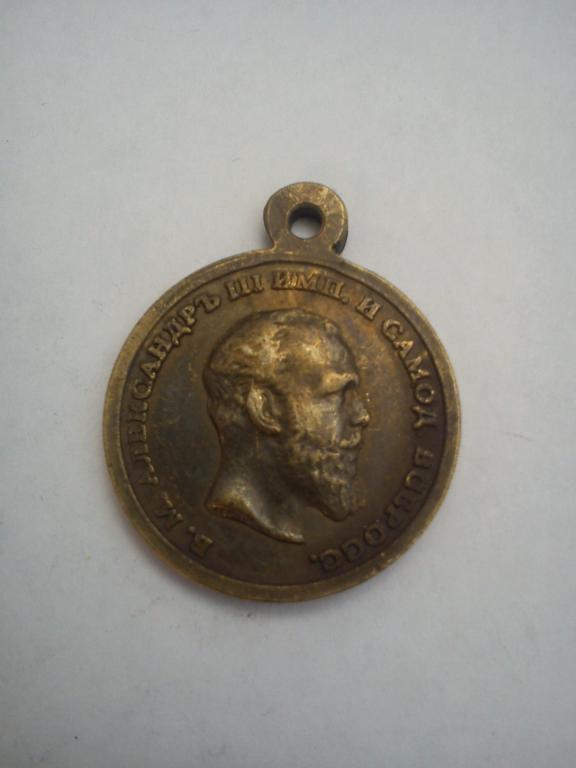 Б. М. АЛЕКСАНДРЪ III ИМП. И САМОД. ВСЕРОСС.